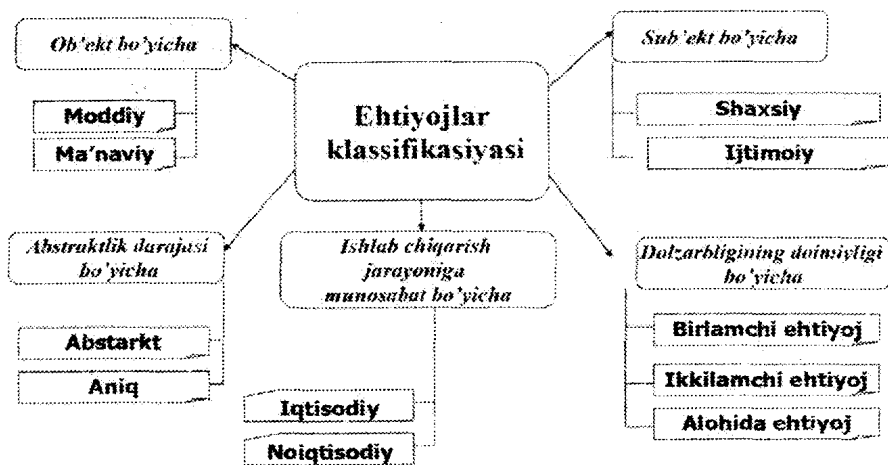 Ob'ekt bo'yicha
Moddiy
Ma'naviy
Ehtiyojlar
klassifikasiyasi
Sub'ekt bo'yicha
Shaxsiy
Ijtimoiy
Abstraktlik darajasi
bo'yicha
Abstarkt
Aniq
Ishlab chiqarish
jarayoniga
munosabat bo'yicha
Iqtisodiy
Noiqtisodiy
Dolzarbligining doimiyligi
bo'yicha
Birlamchi ehtiyoj
Ikkilamchi ehtiyoj
Alohida ehtiyoj